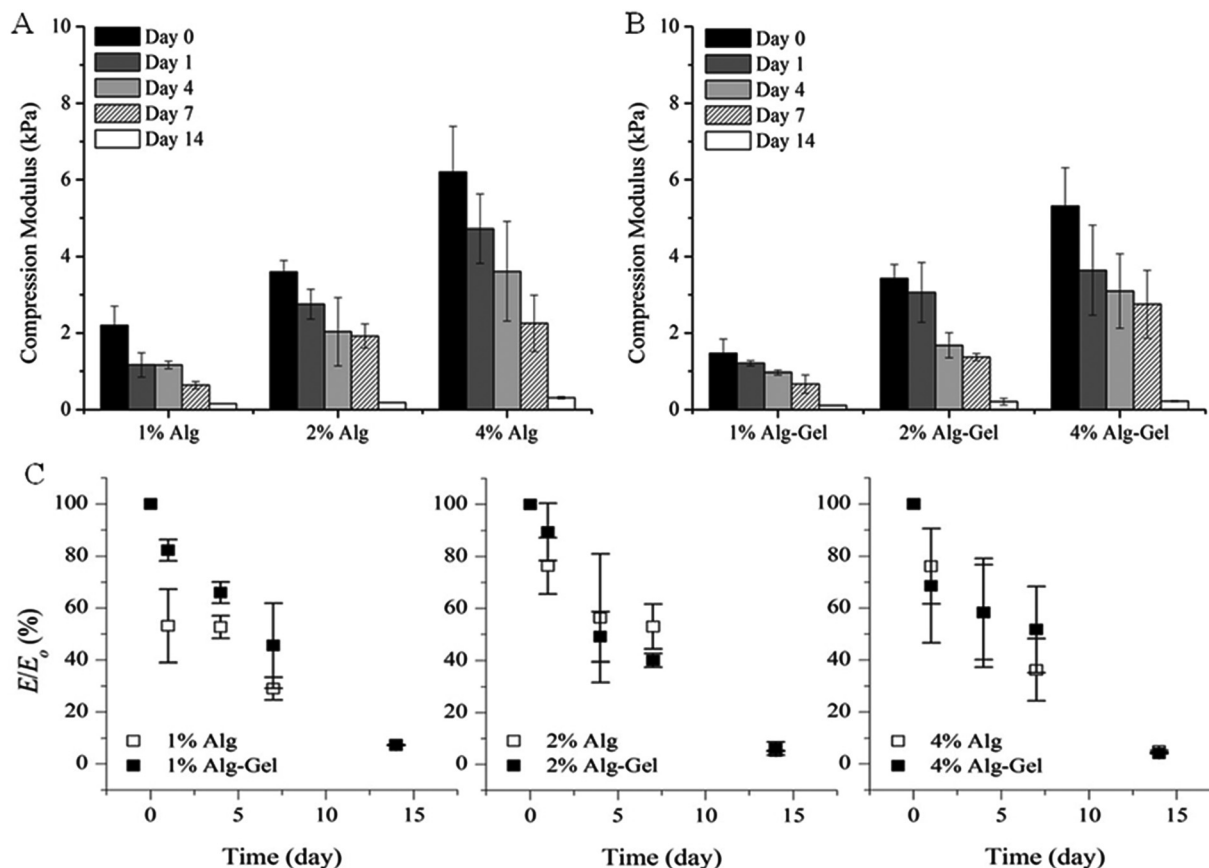 A
B
10
8
6
4
2
0
Compression Modulus (kPa)
Day 0
Day 1
Day 4
Day 7
Day 14
1% Alg
2% Alg
4% Alg
10
8
6
4
2
0
Compression Modulus (kPa)
Day 0
Day 1
Day 4
Day 7
Day 14
1% Alg-Gel
2% Alg-Gel
4% Alg-Gel
C
100
80
60
40
20
0
E/Eo (%)
1% Alg
1% Alg-Gel
0 5 10 15
Time (day)
100
80
60
40
20
0
2% Alg
2% Alg-Gel
0 5 10 15
Time (day)
100
80
60
40
20
0
4% Alg
4% Alg-Gel
0 5 10 15
Time (day)